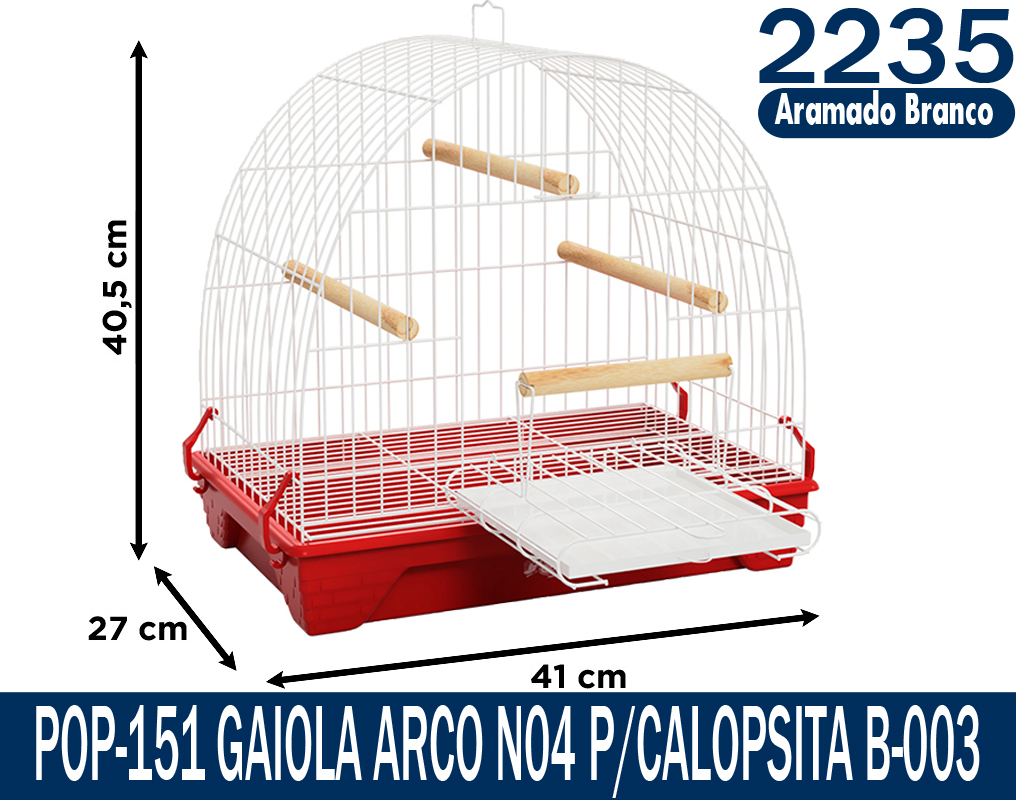 2235
Aramado Branco
40,5 cm
27 cm
41 cm
POP-151 GAIOLA ARCO N04 P/CALOPSITA B-003